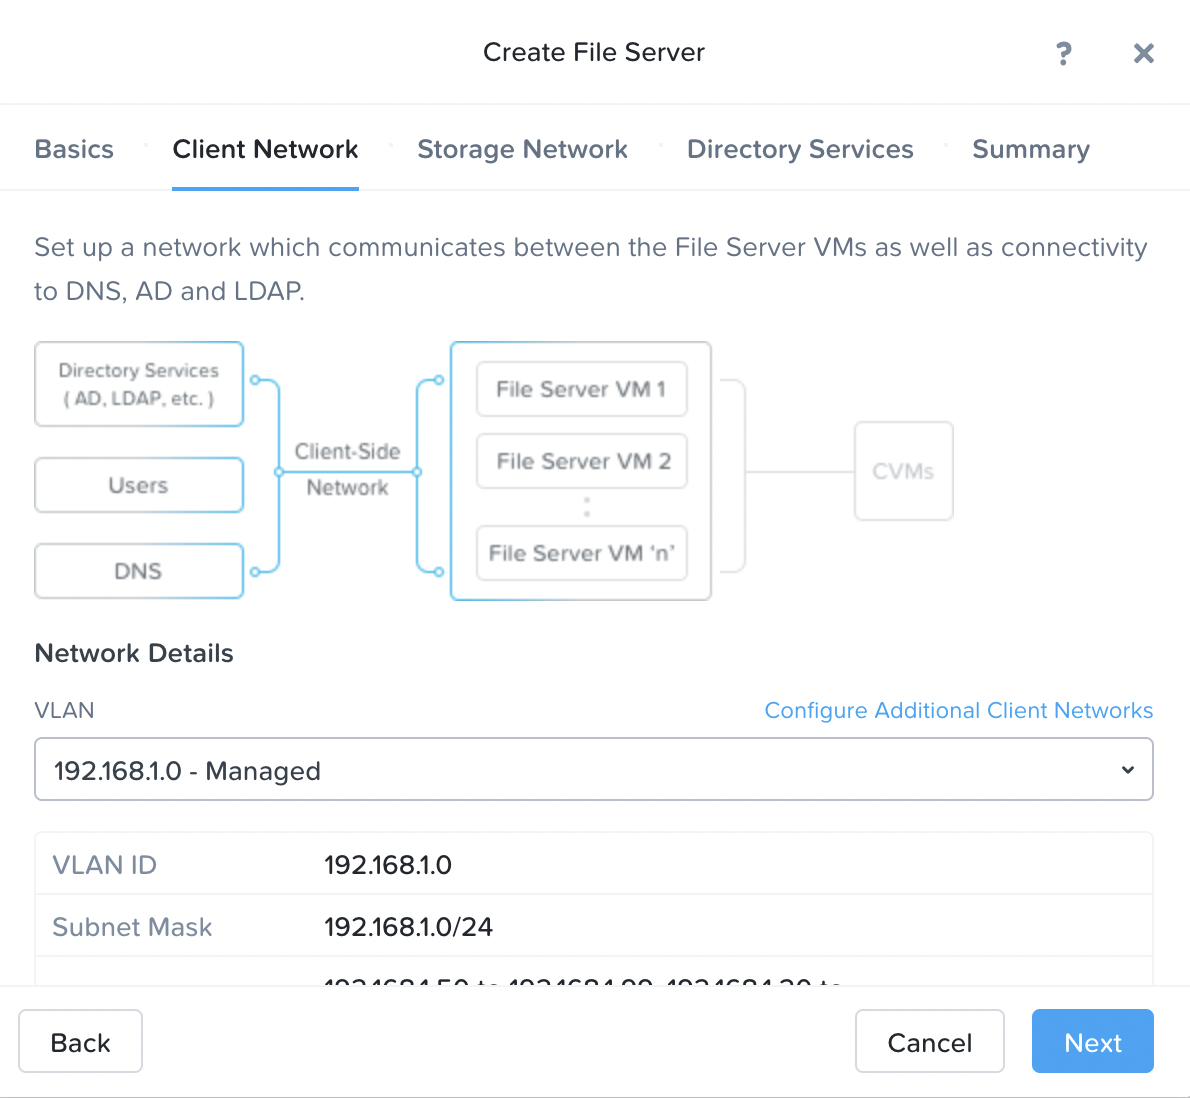 Create File Server ?
Basics Client Network Storage Network Directory Services Summary
Set up a network which communicates between the File Server VMs as well as connectivity
to DNS, AD and LDAP.
Directory Services
( AD, LDAP, etc. )
Users
DNS
Client-Side
Network
File Server VM 1
File Server VM 2
File Server VM ‘n’
CVMs
Network Details
VLAN
Configure Additional Client Networks
192.168.1.0 - Managed
VLAN ID 192.168.1.0
Subnet Mask 192.168.1.0/24
Back Cancel Next